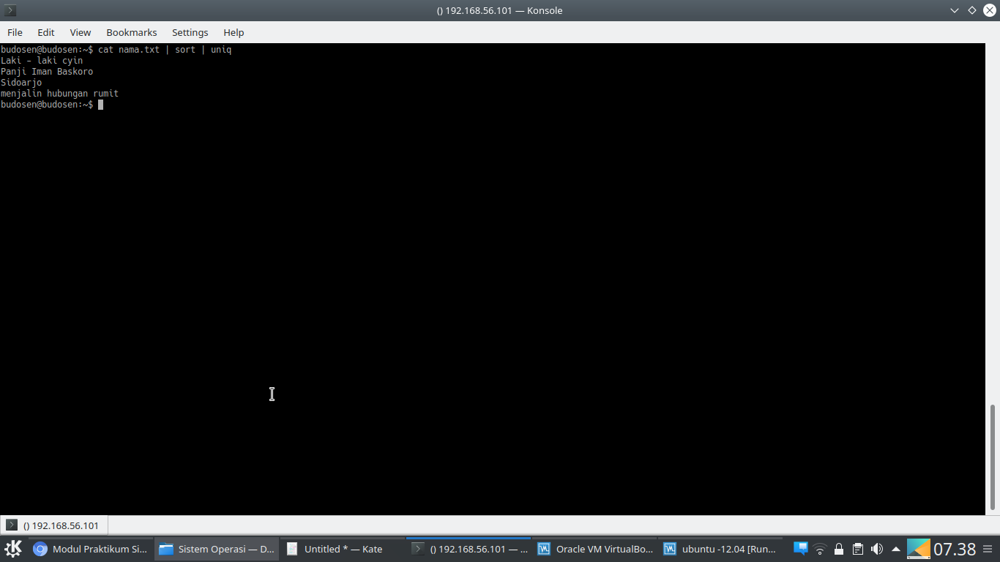 () 192.168.56.101 — Konsole
File Edit View Bookmarks Settings Help
budosen@budosen:~$ cat nama.txt | sort | uniq
Laki - laki cyin
Panji Iman Baskoro
Sidoarjo
menjalin hubungan rumit
budosen@budosen:~$
() 192.168.56.101
Modul Praktikum Si... Sistem Operasi — D... Untitled * — Kate () 192.168.56.101 — ... Oracle VM VirtualBo... ubuntu -12.04 [Run... 07.38